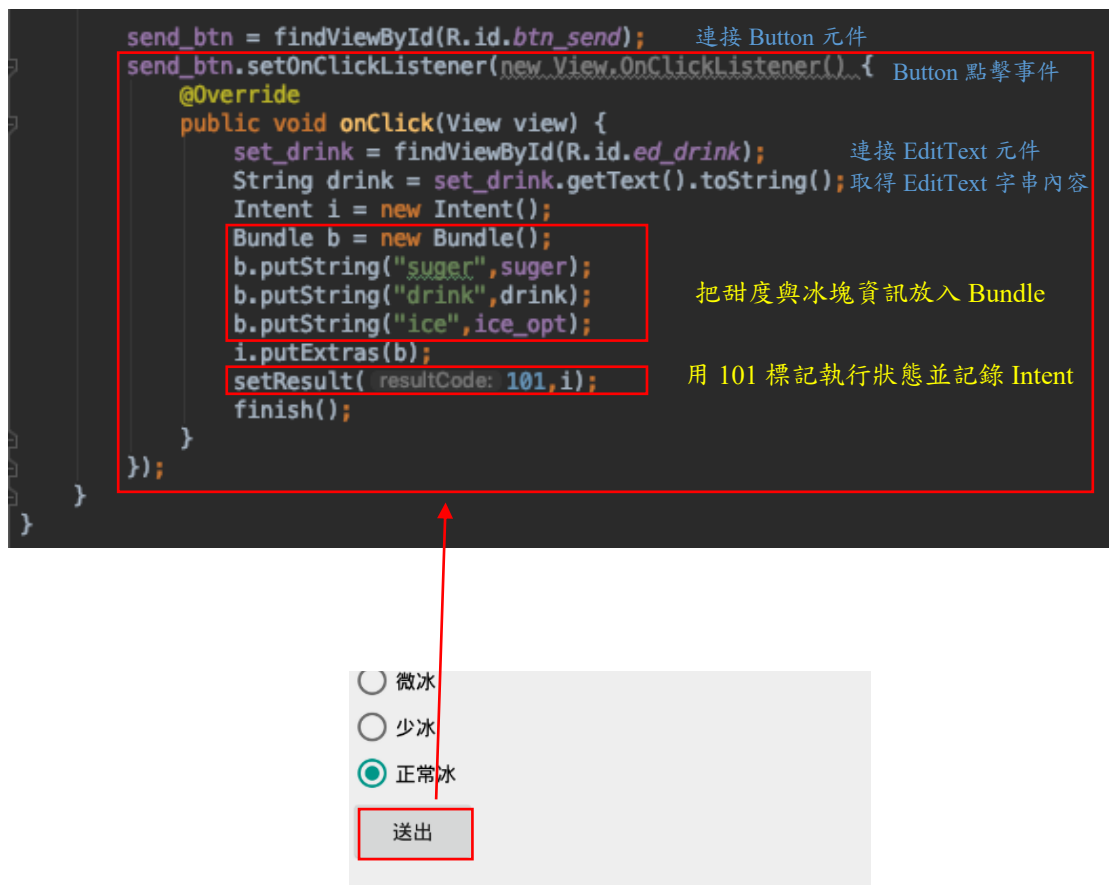 send_btn = findViewById(R.id.btn_send); 連接 Button 元件
send_btn.setOnClickListener(new View.OnClickListener() { Button 點擊事件
@Override
public void onClick(View view) {
set_drink = findViewById(R.id.ed_drink); 連接 EditText 元件
String drink = set_drink.getText().toString(); 取得 EditText 字串內容
Intent i = new Intent();
Bundle b = new Bundle();
b.putString("suger",suger);
b.putString("drink",drink); 把甜度與冰塊資訊放入 Bundle
b.putString("ice",ice_opt);
i.putExtras(b);
setResult( resultCode: 101,i); 用 101 標記執行狀態並記錄 Intent
finish();
}
});
}
}
微冰
少冰
正常冰
送出